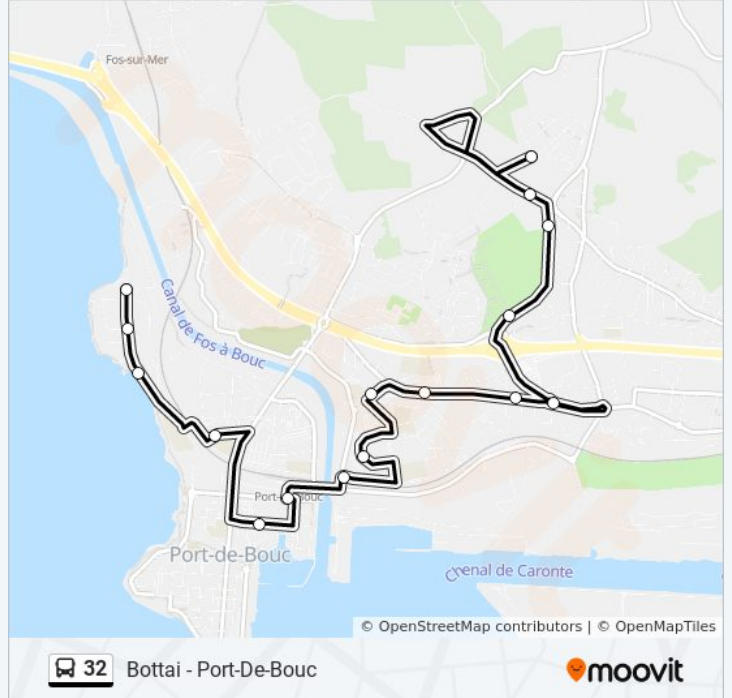 Fos-sur-Mer
Canal de Fos à Bouc
Port-de-Bouc
Port-de-Bouc
Chenal de Caronte
© OpenStreetMap contributors | © OpenMapTiles
32 Bottai - Port-De-Bouc
moovit